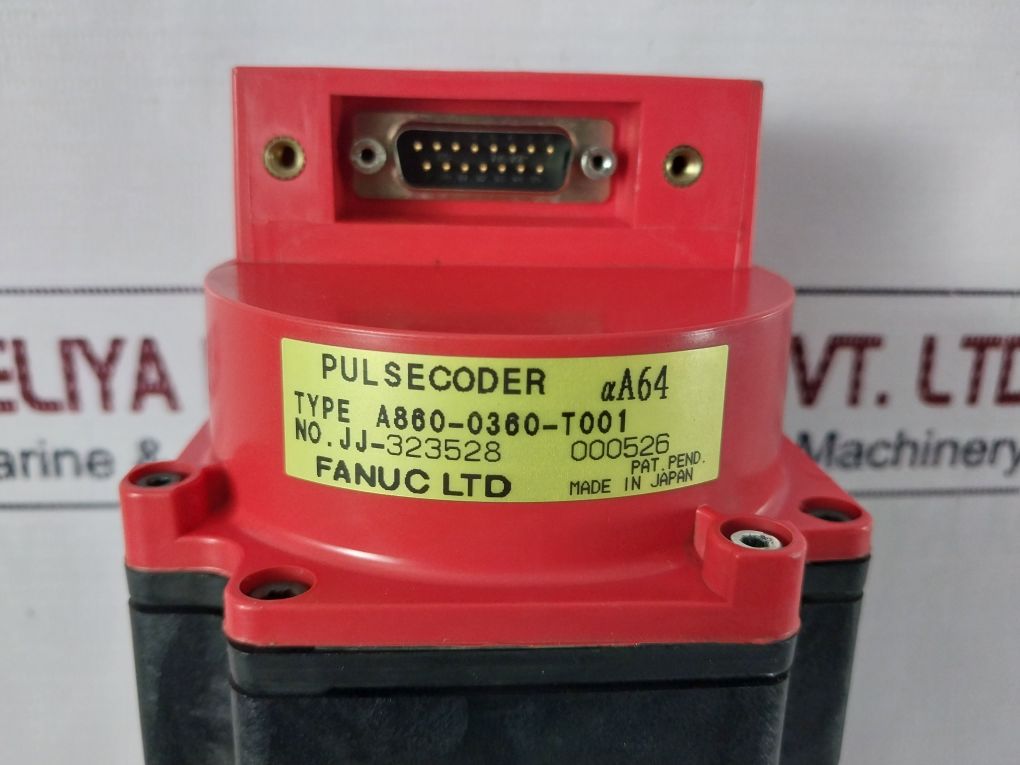 PULSECODER αA64
TYPE A860-0360-T001
NO. JJ-323528 000526
FANUC LTD PAT. PEND.
MADE IN JAPAN
ELIYA VT. LTD
arine & Machinery